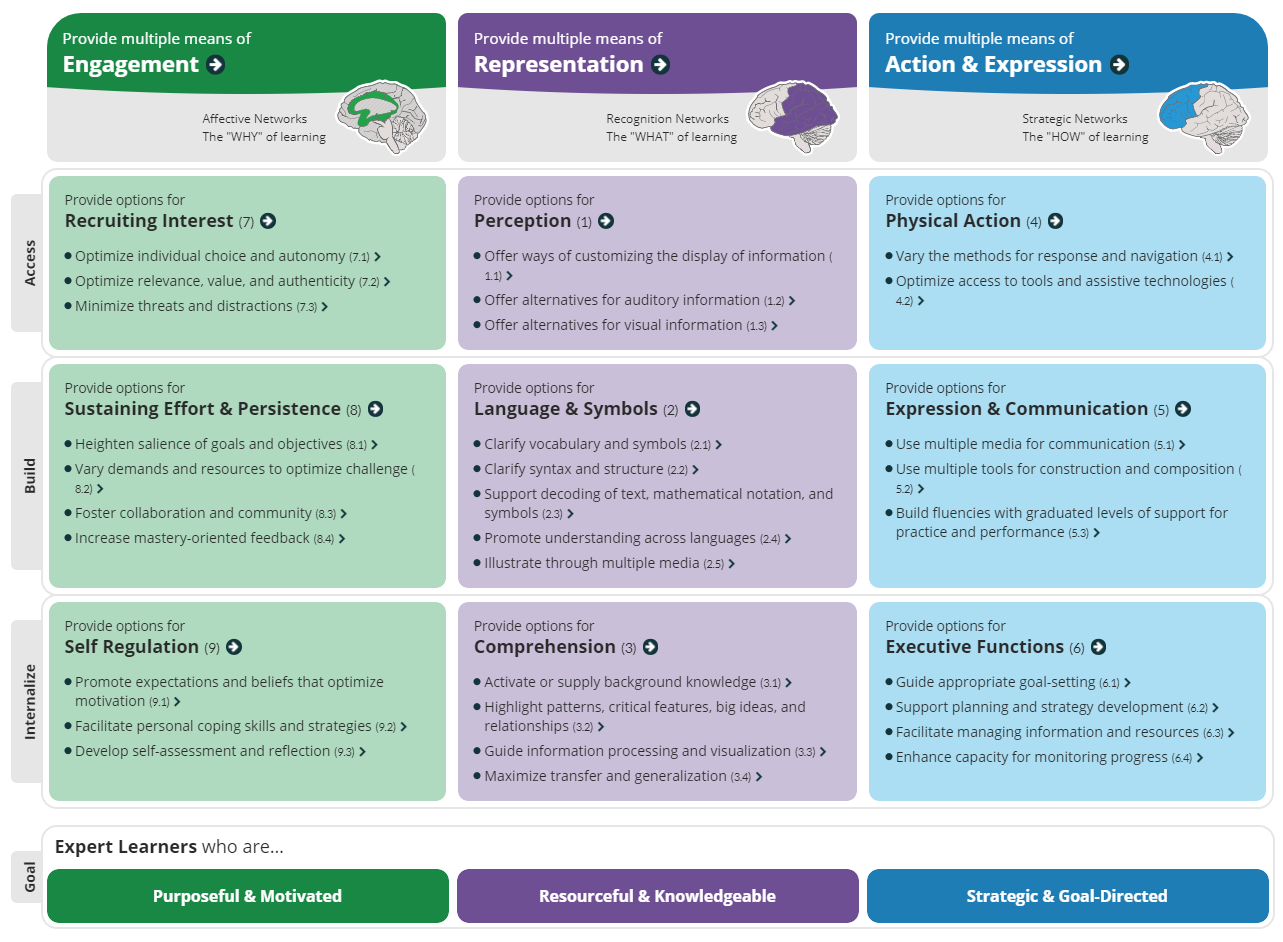 Provide multiple means of
Engagement
Affective Networks
The "WHY" of learning
Provide multiple means of
Representation
Recognition Networks
The "WHAT" of learning
Provide multiple means of
Action & Expression
Strategic Networks
The "HOW" of learning
Access
Provide options for
Recruiting Interest (7)
Optimize individual choice and autonomy (7.1)
Optimize relevance, value, and authenticity (7.2)
Minimize threats and distractions (7.3)
Provide options for
Perception (1)
Offer ways of customizing the display of information (
1.1)
Offer alternatives for auditory information (1.2)
Offer alternatives for visual information (1.3)
Provide options for
Physical Action (4)
Vary the methods for response and navigation (4.1)
Optimize access to tools and assistive technologies (
4.2)
Build
Provide options for
Sustaining Effort & Persistence (8)
Heighten salience of goals and objectives (8.1)
Vary demands and resources to optimize challenge (
8.2)
Foster collaboration and community (8.3)
Increase mastery-oriented feedback (8.4)
Provide options for
Language & Symbols (2)
Clarify vocabulary and symbols (2.1)
Clarify syntax and structure (2.2)
Support decoding of text, mathematical notation, and
symbols (2.3)
Promote understanding across languages (2.4)
Illustrate through multiple media (2.5)
Provide options for
Expression & Communication (5)
Use multiple media for communication (5.1)
Use multiple tools for construction and composition (
5.2)
Build fluencies with graduated levels of support for
practice and performance (5.3)
Internalize
Provide options for
Self Regulation (9)
Promote expectations and beliefs that optimize
motivation (9.1)
Facilitate personal coping skills and strategies (9.2)
Develop self-assessment and reflection (9.3)
Provide options for
Comprehension (3)
Activate or supply background knowledge (3.1)
Highlight patterns, critical features, big ideas, and
relationships (3.2)
Guide information processing and visualization (3.3)
Maximize transfer and generalization (3.4)
Provide options for
Executive Functions (6)
Guide appropriate goal-setting (6.1)
Support planning and strategy development (6.2)
Facilitate managing information and resources (6.3)
Enhance capacity for monitoring progress (6.4)
Goal
Expert Learners who are...
Purposeful & Motivated
Resourceful & Knowledgeable
Strategic & Goal-Directed